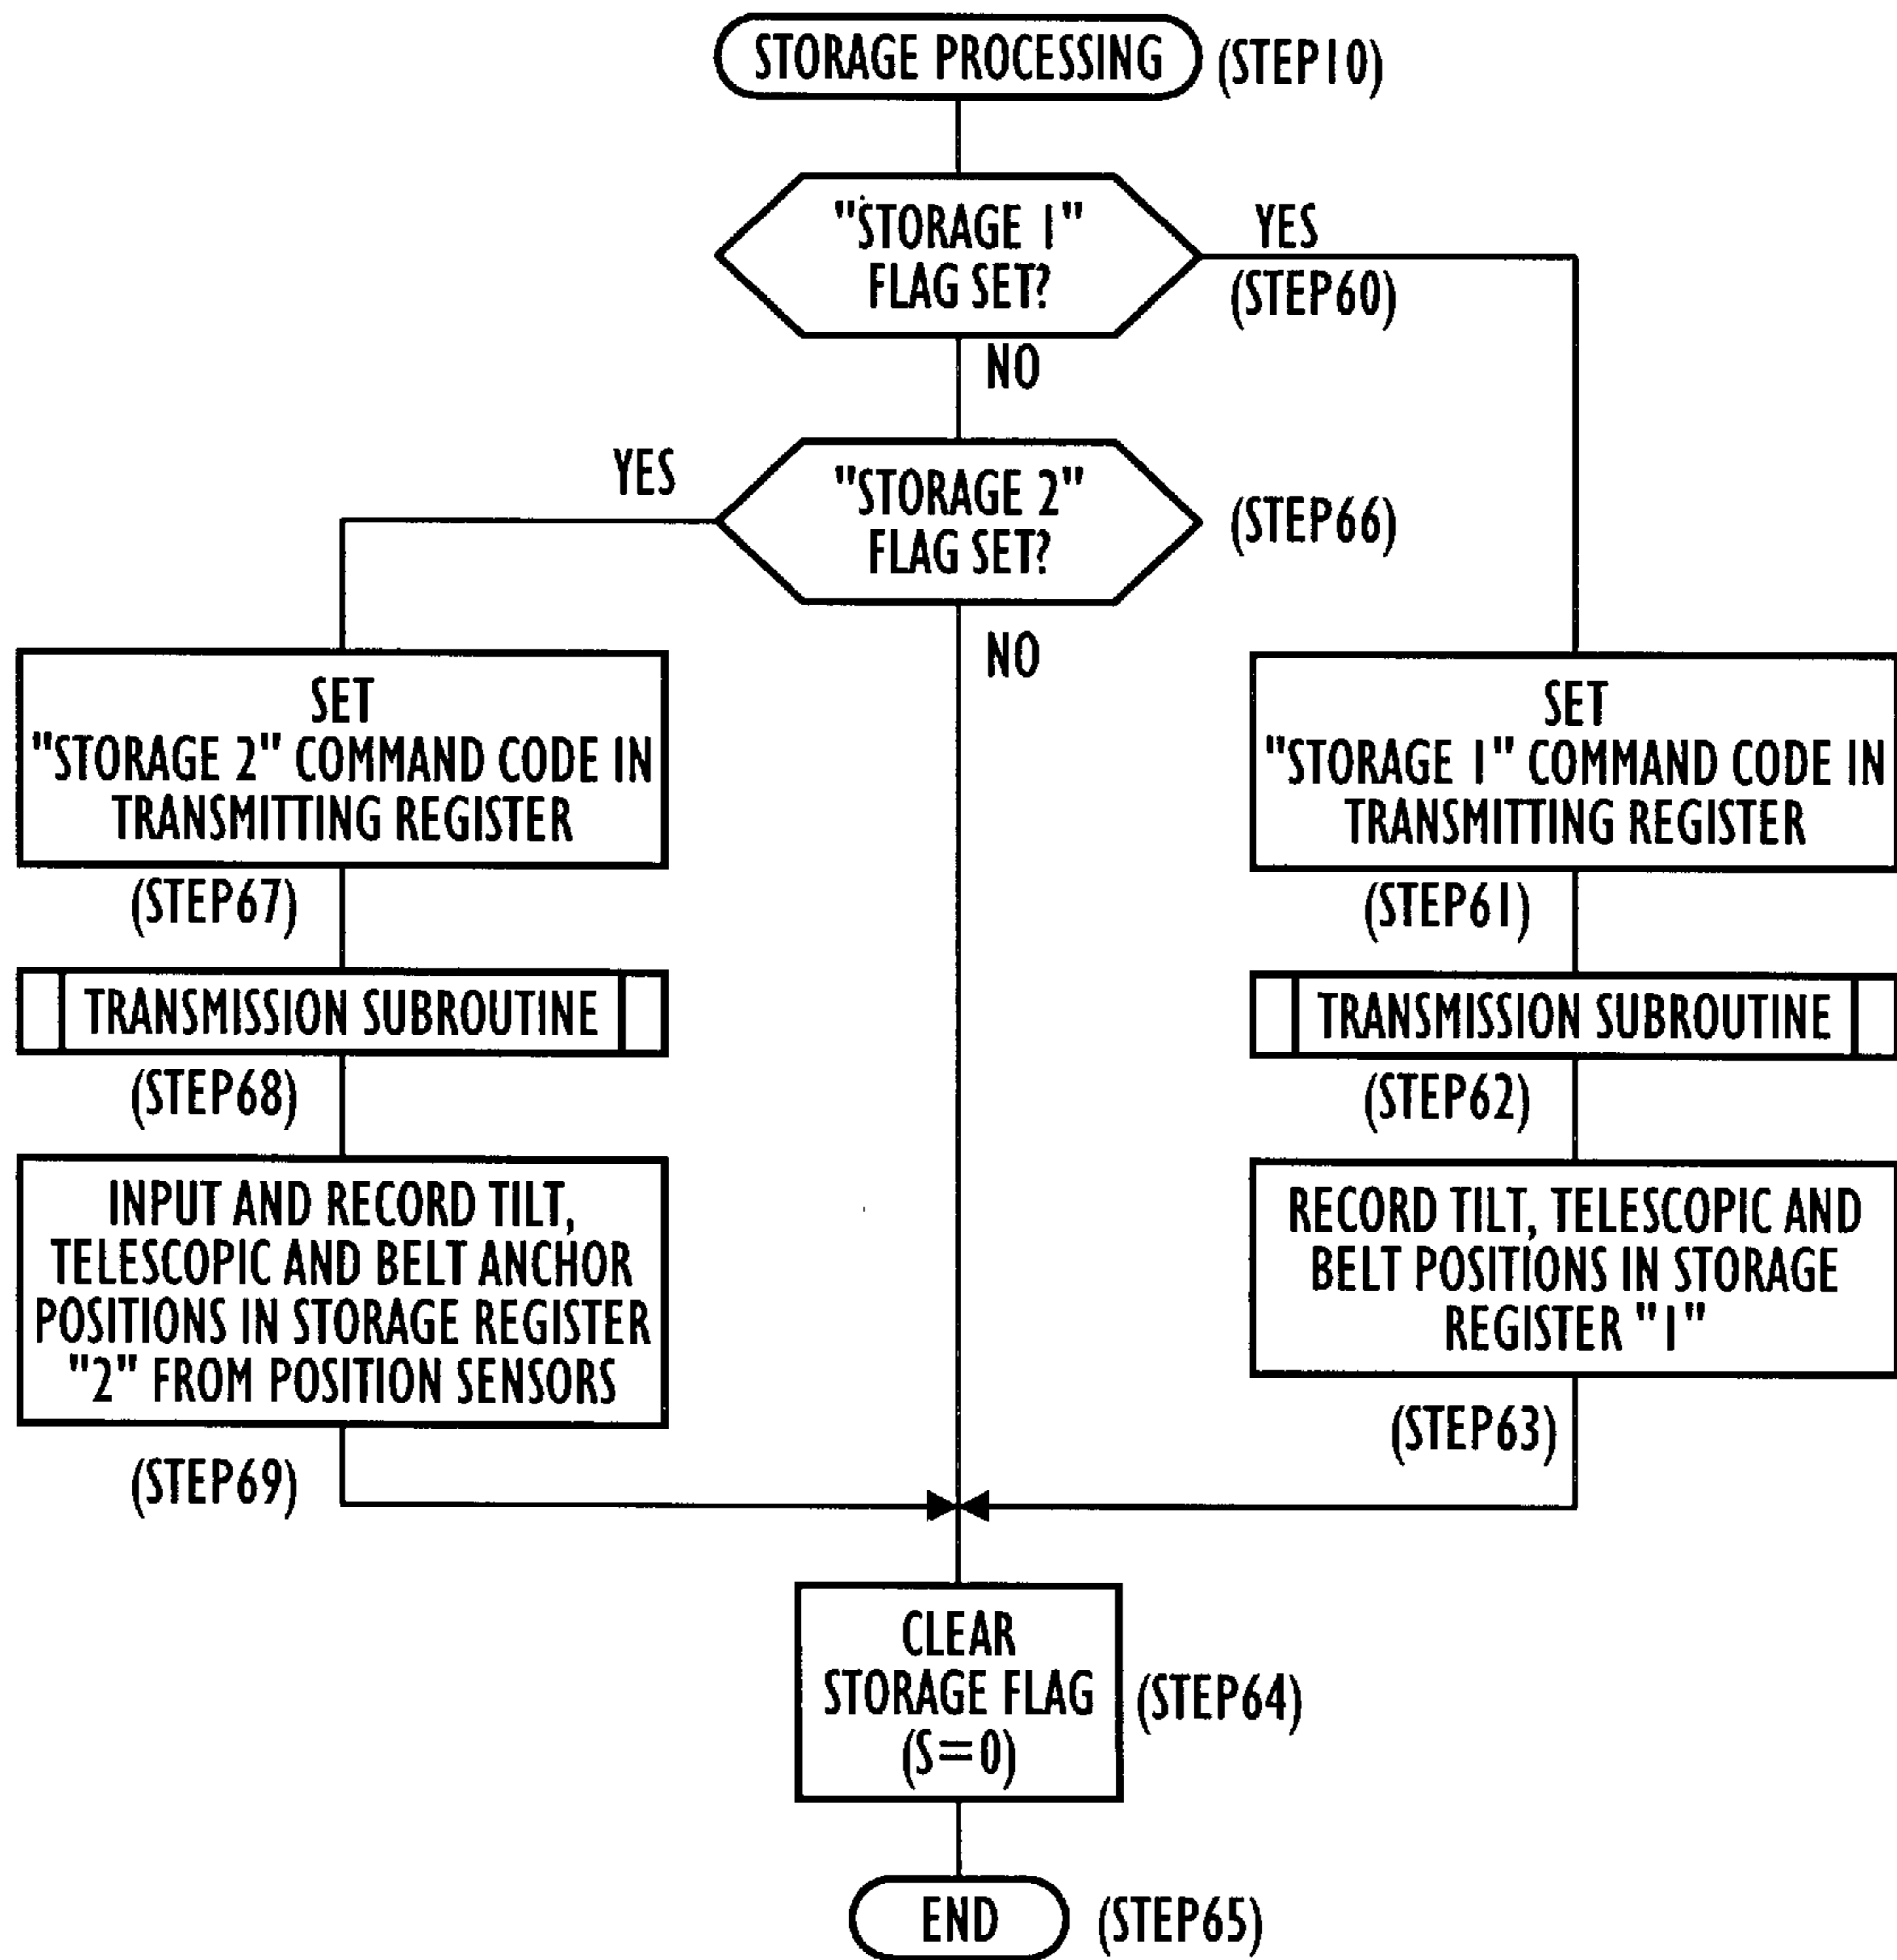 STORAGE PROCESSING (STEP10)
"STORAGE 1"
FLAG SET?
YES
(STEP60)
NO
YES
"STORAGE 2"
FLAG SET?
(STEP66)
NO
SET
"STORAGE 2" COMMAND CODE IN
TRANSMITTING REGISTER
(STEP67)
TRANSMISSION SUBROUTINE
(STEP68)
INPUT AND RECORD TILT,
TELESCOPIC AND BELT ANCHOR
POSITIONS IN STORAGE REGISTER
"2" FROM POSITION SENSORS
(STEP69)
SET
"STORAGE 1" COMMAND CODE IN
TRANSMITTING REGISTER
(STEP61)
TRANSMISSION SUBROUTINE
(STEP62)
RECORD TILT, TELESCOPIC AND
BELT POSITIONS IN STORAGE
REGISTER "1"
(STEP63)
CLEAR
STORAGE FLAG
(S=0)
(STEP64)
END (STEP65)